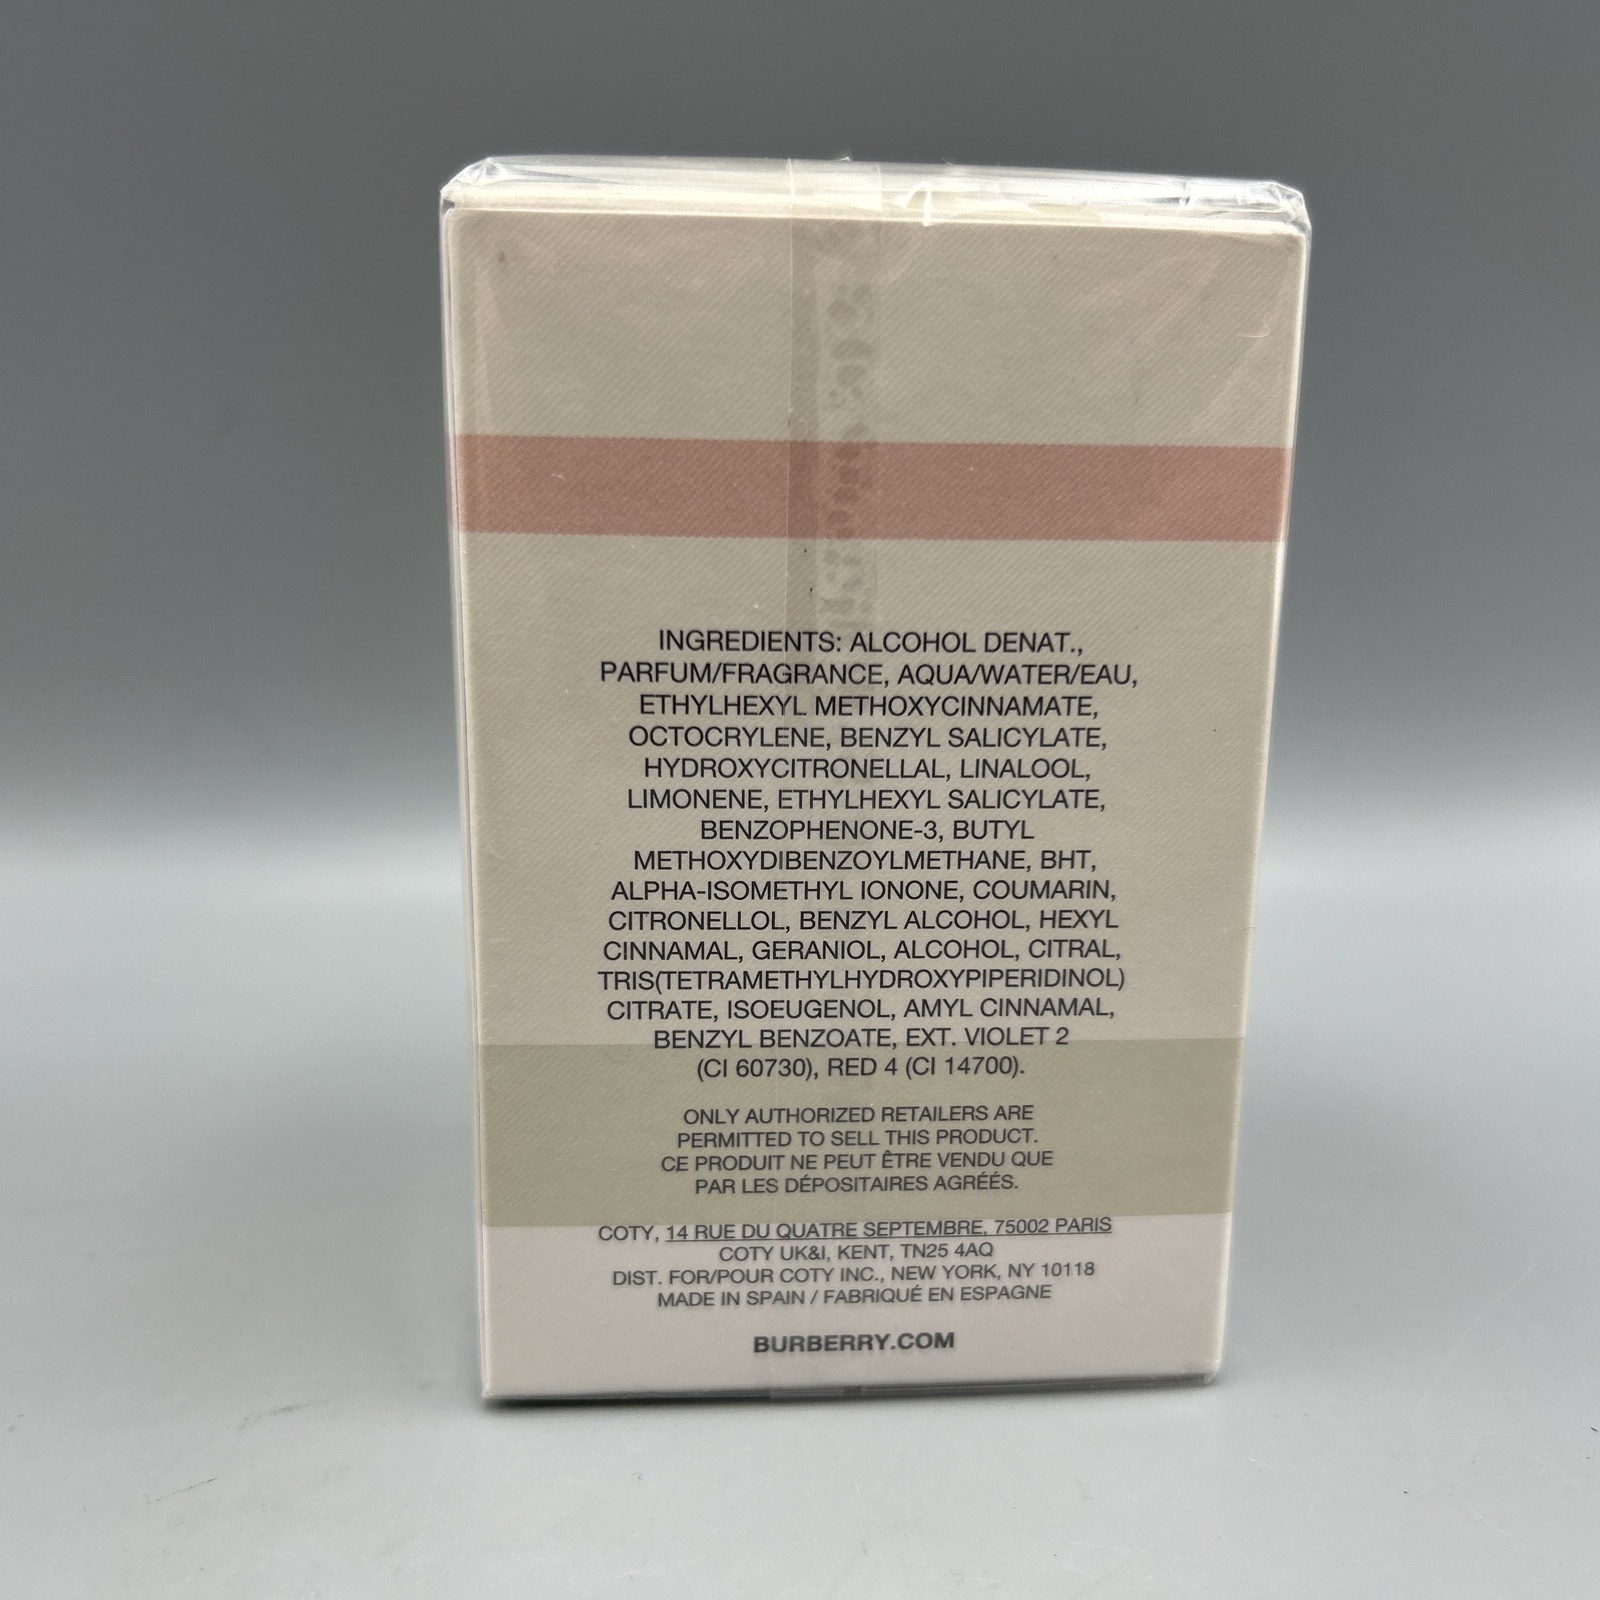 INGREDIENTS: ALCOHOL DENAT.,
PARFUM/FRAGRANCE, AQUA/WATER/EAU,
ETHYLHEXYL METHOXYCINNAMATE,
OCTOCRYLENE, BENZYL SALICYLATE,
HYDROXYCITRONELLAL, LINALOOL,
LIMONENE, ETHYLHEXYL SALICYLATE,
BENZOPHENONE-3, BUTYL
METHOXYDIBENZOYLMETHANE, BHT,
ALPHA-ISOMETHYL IONONE, COUMARIN,
CITRONELLOL, BENZYL ALCOHOL, HEXYL
CINNAMAL, GERANIOL, ALCOHOL, CITRAL,
TRIS(TETRAMETHYLHYDROXYPIPERIDINOL)
CITRATE, ISOEUGENOL, AMYL CINNAMAL,
BENZYL BENZOATE, EXT. VIOLET 2
(CI 60730), RED 4 (CI 14700).
ONLY AUTHORIZED RETAILERS ARE
PERMITTED TO SELL THIS PRODUCT.
CE PRODUIT NE PEUT ÊTRE VENDU QUE
PAR LES DÉPOSITAIRES AGRÉÉS.
COTY, 14 RUE DU QUATRE SEPTEMBRE, 75002 PARIS
COTY UK&I, KENT, TN25 4AQ
DIST. FOR/POUR COTY INC., NEW YORK, NY 10118
MADE IN SPAIN / FABRIQUÉ EN ESPAGNE
BURBERRY.COM